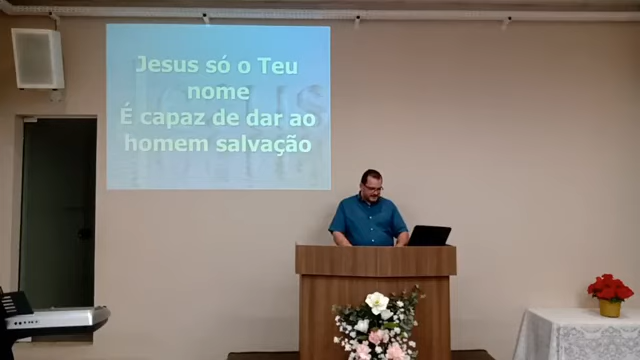 Jesus só o Teu
nome
É capaz de dar ao
homem salvação